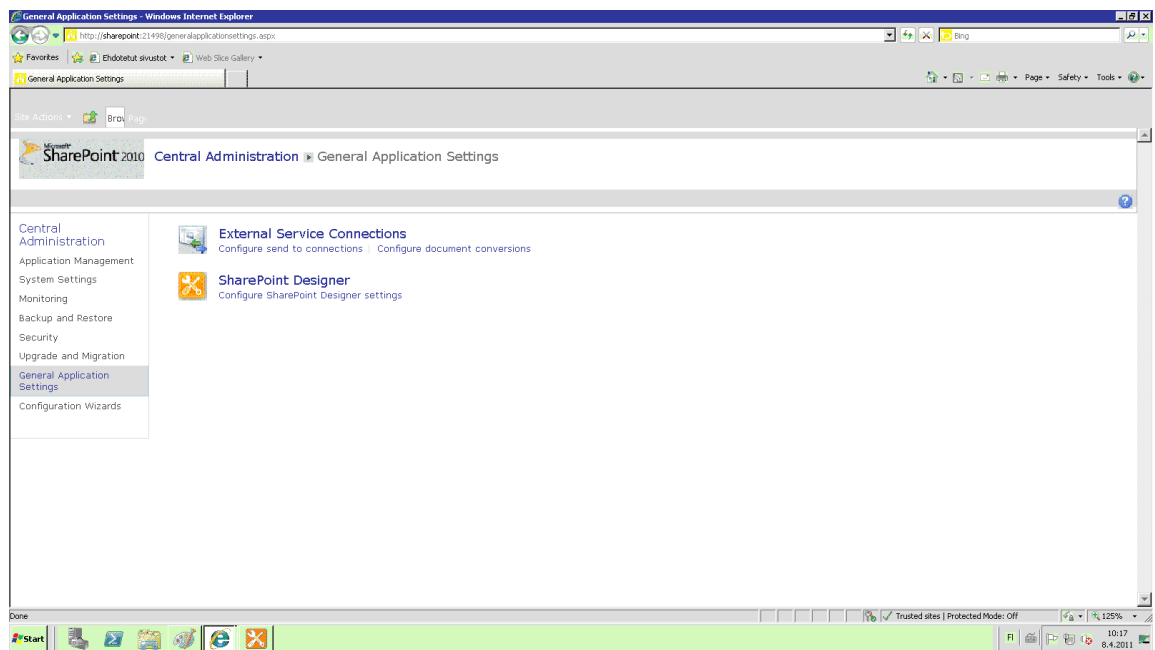 General Application Settings - Windows Internet Explorer
http://sharepoint:21498/generalapplicationsettings.aspx
Bing
Favorites
Ehdotetut sivustot
Web Slice Gallery
General Application Settings
Page
Safety
Tools
Site Actions
Brow
Page
Microsoft
SharePoint 2010
Central Administration
General Application Settings
Central
Administration
Application Management
System Settings
Monitoring
Backup and Restore
Security
Upgrade and Migration
General Application
Settings
Configuration Wizards
External Service Connections
Configure send to connections | Configure document conversions
SharePoint Designer
Configure SharePoint Designer settings
Done
Trusted sites | Protected Mode: Off
125%
Start
FI
10:17
8.4.2011